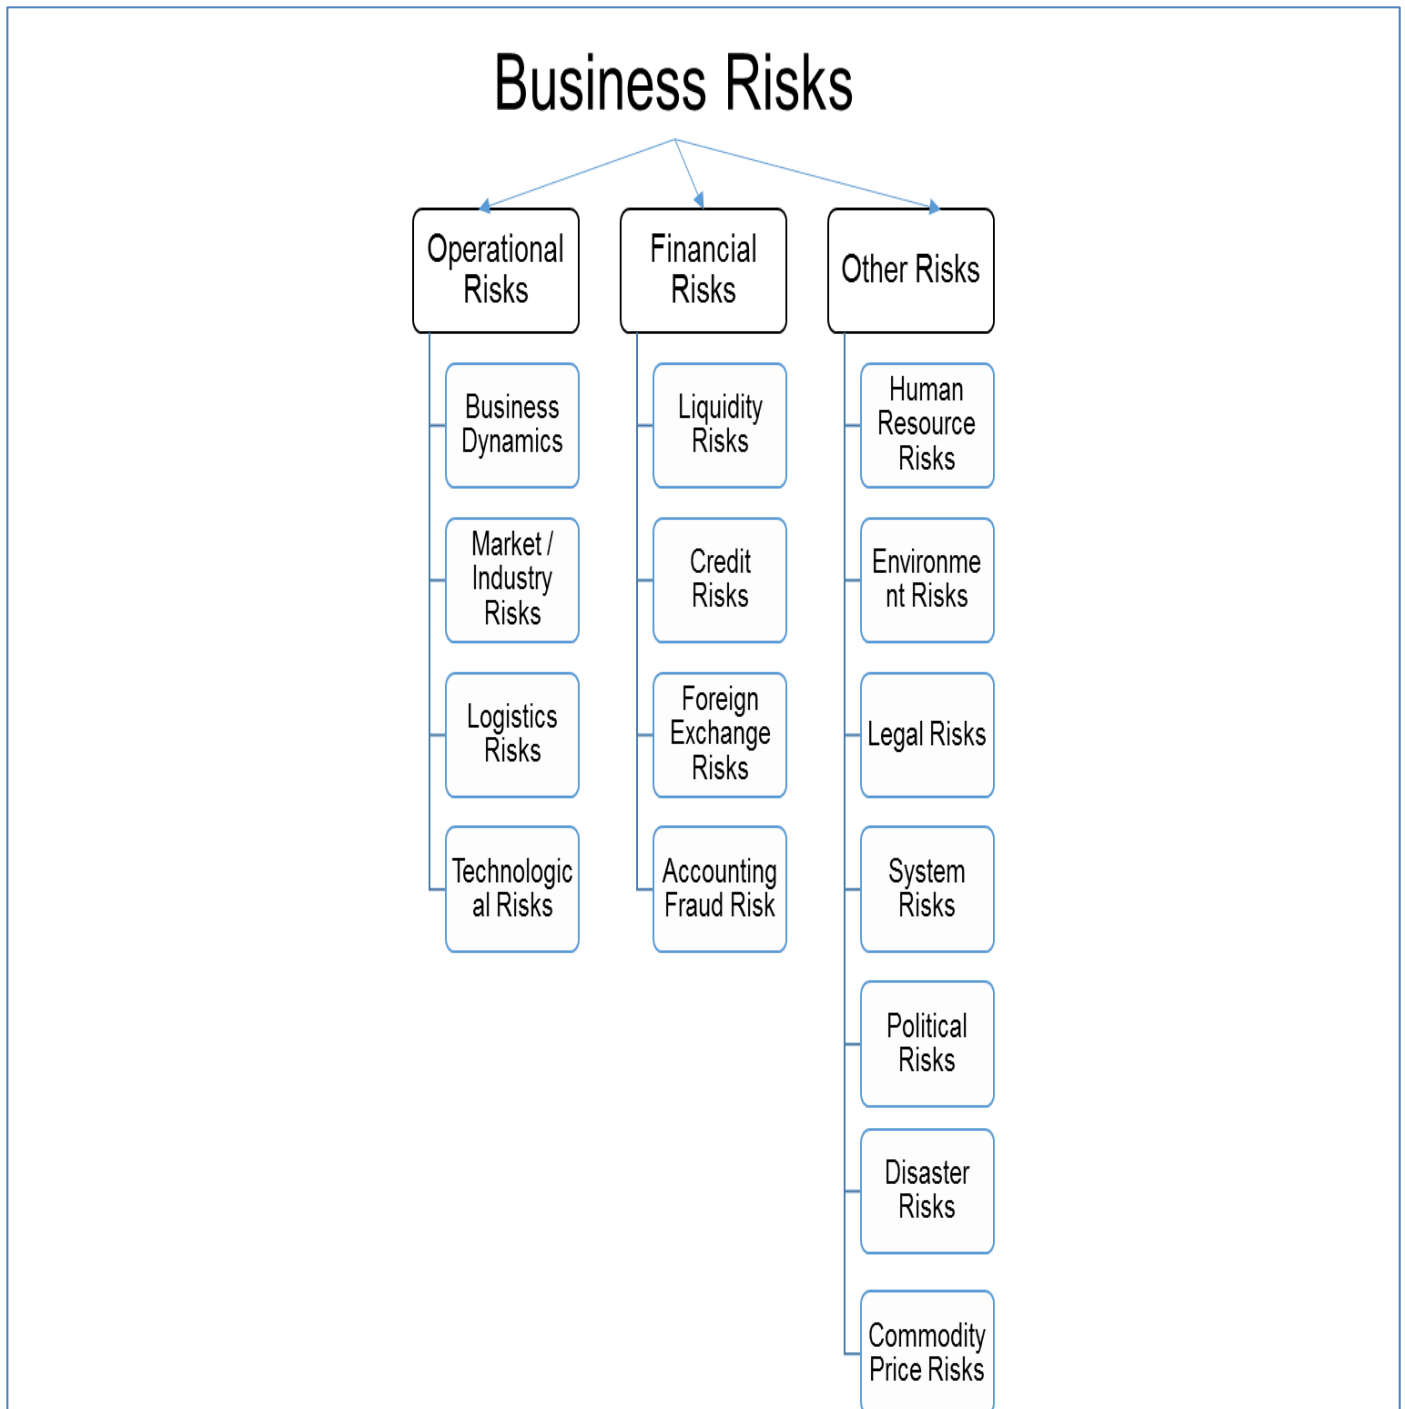 Business Risks
Operational
Risks
Business
Dynamics
Market /
Industry
Risks
Logistics
Risks
Technologic
al Risks
Financial
Risks
Liquidity
Risks
Credit
Risks
Foreign
Exchange
Risks
Accounting
Fraud Risk
Other Risks
Human
Resource
Risks
Environme
nt Risks
Legal Risks
System
Risks
Political
Risks
Disaster
Risks
Commodity
Price Risks